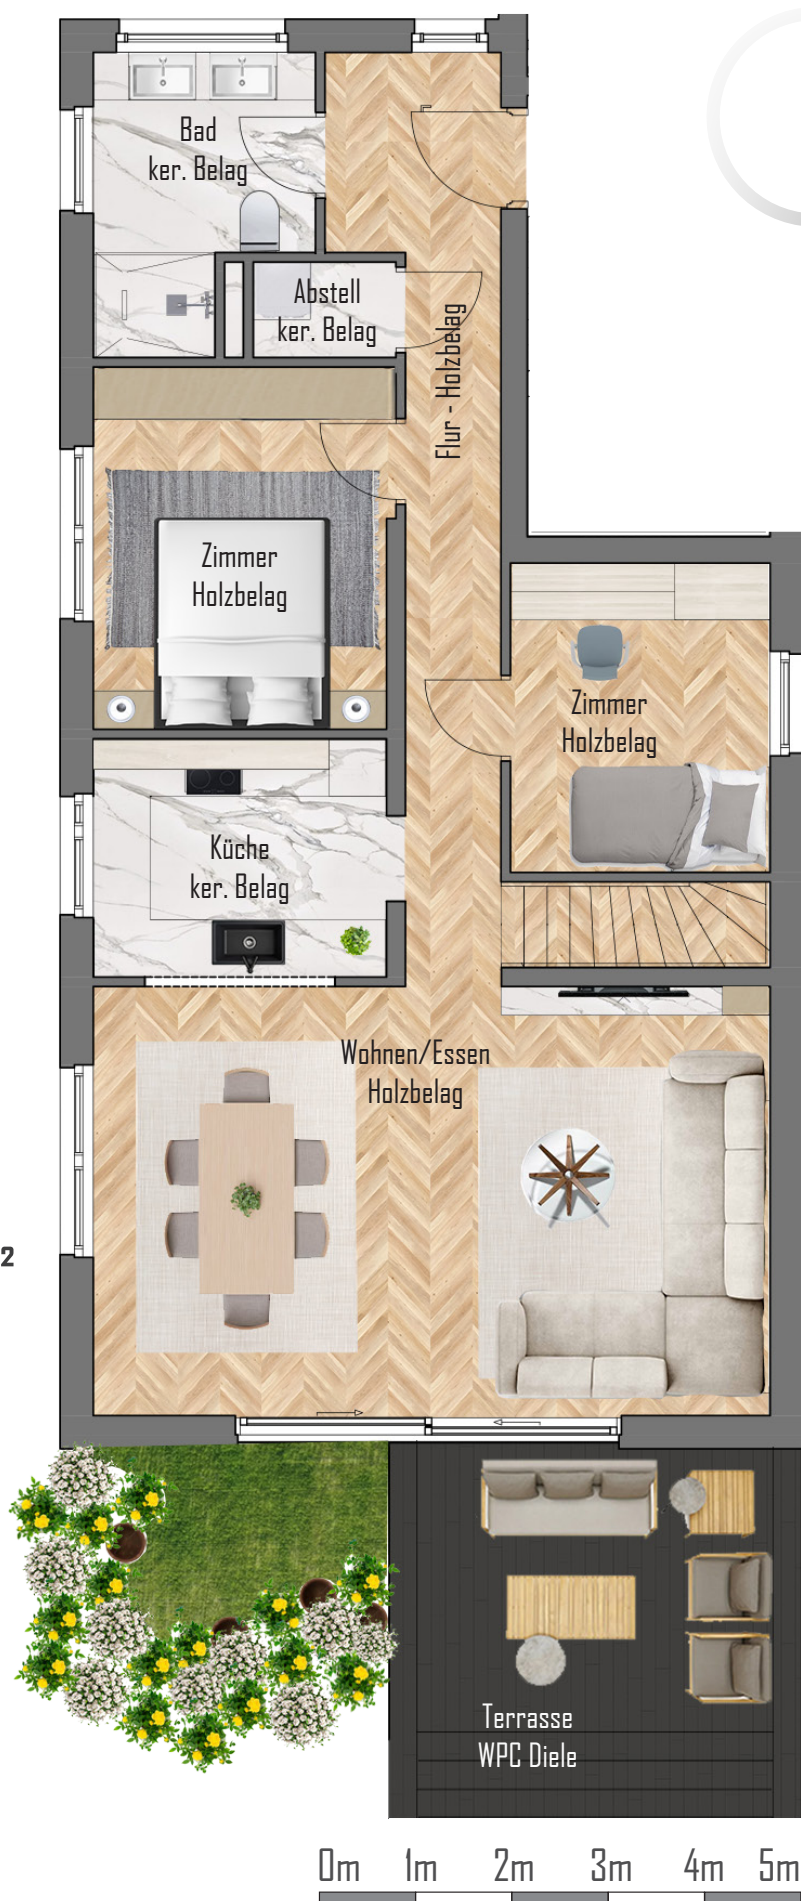 Bad
ker. Belag
Abstell
ker. Belag
Flur - Holzbelag
Zimmer
Holzbelag
Zimmer
Holzbelag
Küche
ker. Belag
Wohnen/Essen
Holzbelag
2
Terrasse
WPC Diele
0m 1m 2m 3m 4m 5m